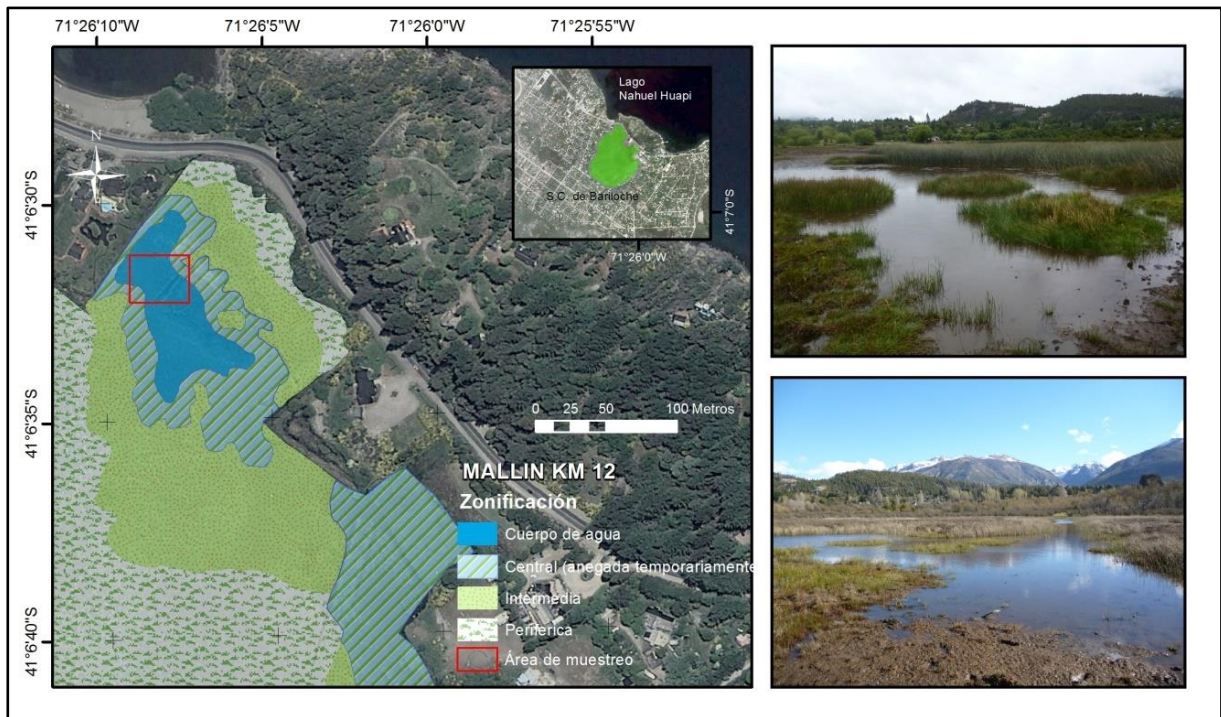 71°26'10"W
71°26'5"W
71°26'0"W
71°25'55"W
41°6'30"S
41°6'35"S
41°6'40"S
N
Lago
Nahuel Huapi
S.C. de Bariloche
41°7'0"S
71°26'0"W
0 25 50 100 Metros
MALLIN KM 12
Zonificación
Cuerpo de agua
Central (anegada temporariamente
Intermedia
Periferica
Área de muestreo